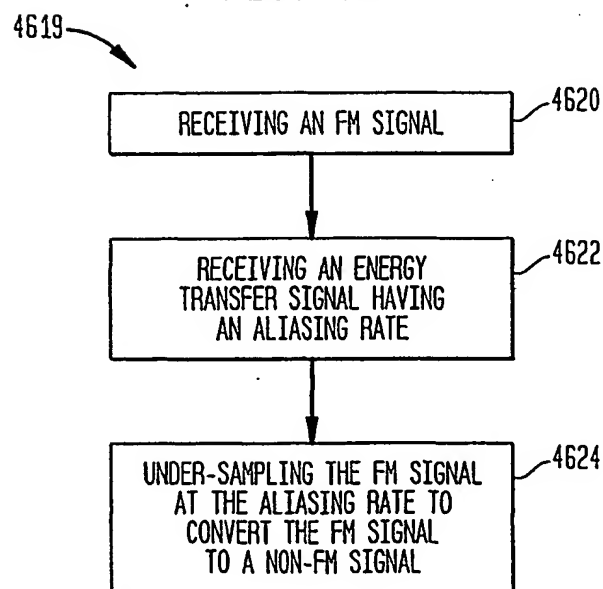 4619
4620
RECEIVING AN FM SIGNAL
4622
RECEIVING AN ENERGY
TRANSFER SIGNAL HAVING
AN ALIASING RATE
4624
UNDER-SAMPLING THE FM SIGNAL
AT THE ALIASING RATE TO
CONVERT THE FM SIGNAL
TO A NON-FM SIGNAL